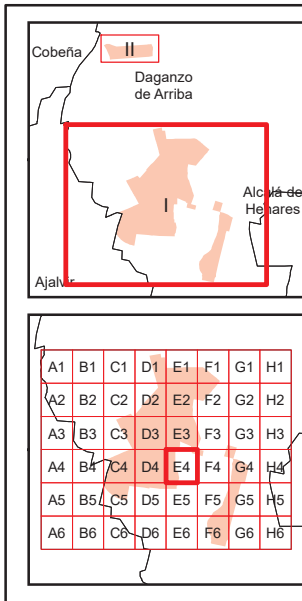 Cobeña
II
Daganzo
de Arriba
I
Alcalá de
Henares
Ajalvir
A1 B1 C1 D1 E1 F1 G1 H1
A2 B2 C2 D2 E2 F2 G2 H2
A3 B3 C3 D3 E3 F3 G3 H3
A4 B4 C4 D4 E4 F4 G4 H4
A5 B5 C5 D5 E5 F5 G5 H5
A6 B6 C6 D6 E6 F6 G6 H6